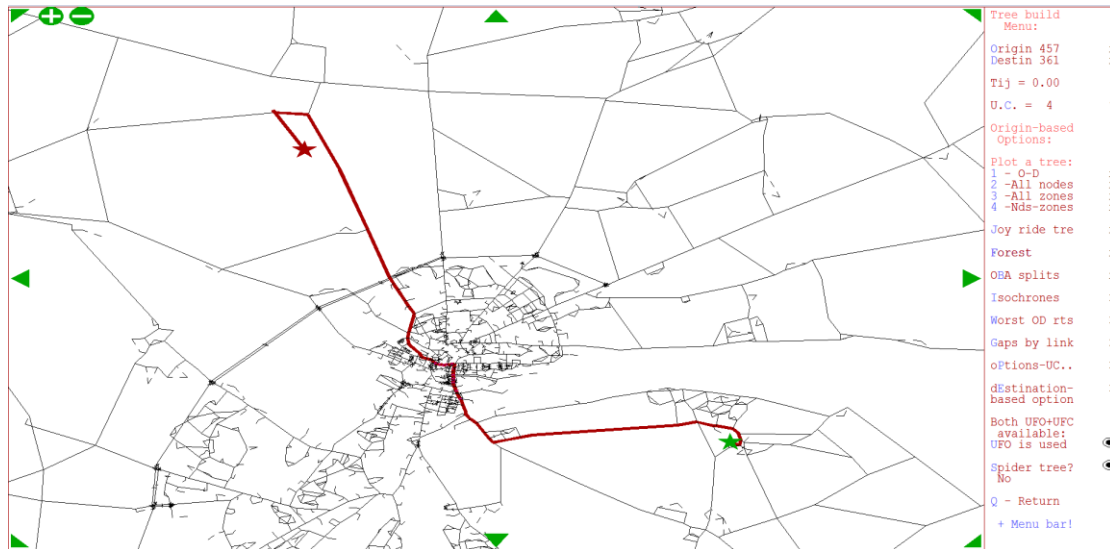 Tree build
Menu:
Origin 457
Destin 361
Tij = 0.00
U.C. = 4
Origin-based
Options:
Plot a tree:
1 - O-D
2 -All nodes
3 -All zones
4 -Nds-zones
Joy ride tre
Forest
OBA splits
Isochrones
Worst OD rts
Gaps by link
oPtions-UC..
dEstination-
based option
Both UFO+UFC
available:
UFO is used
Spider tree?
No
Q - Return
+ Menu bar!